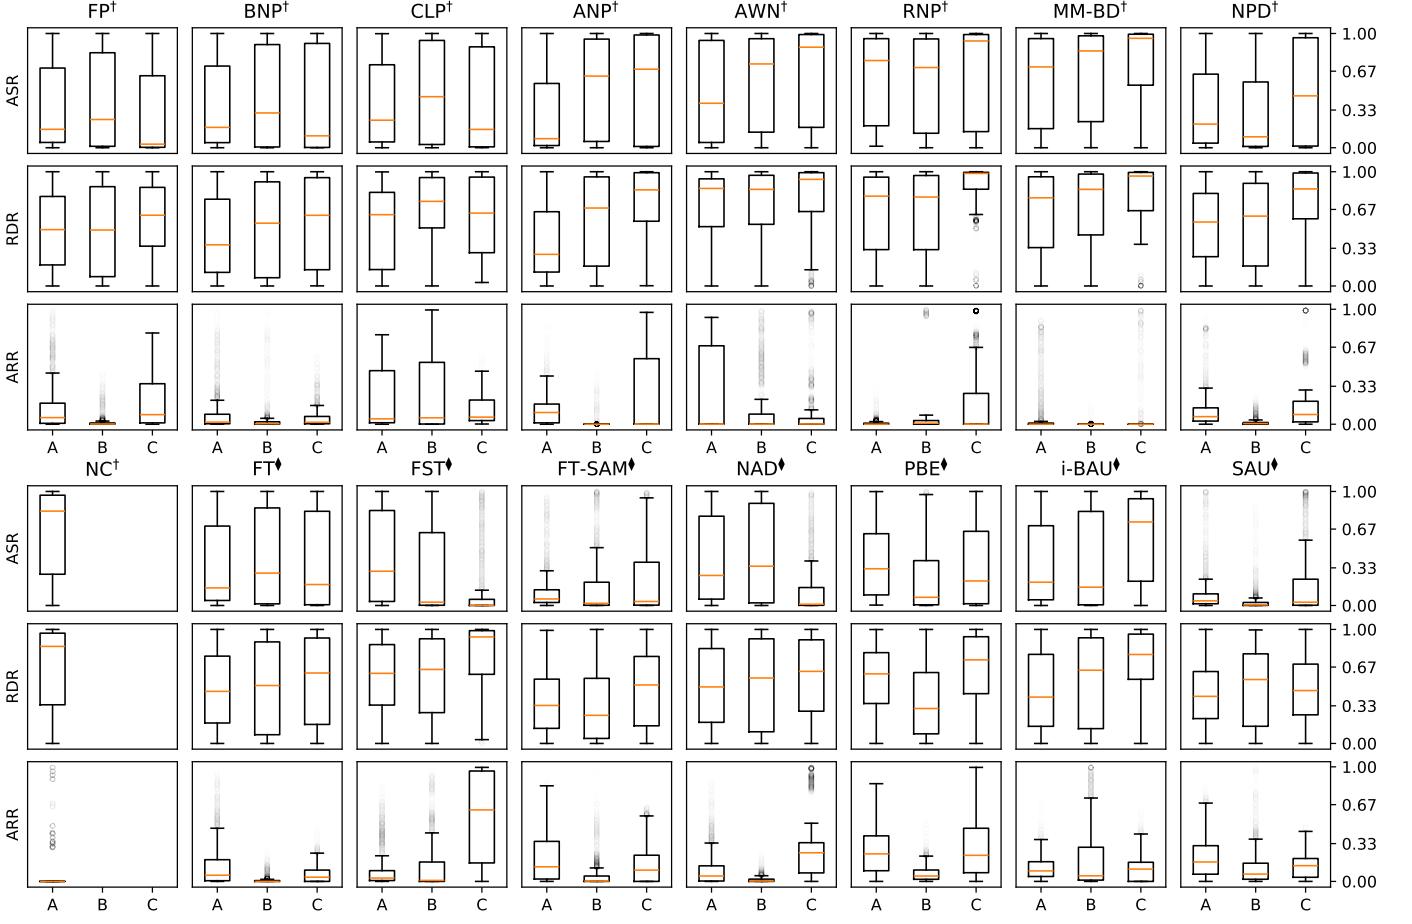 FP† BNP† CLP† ANP† AWN† RNP† MM-BD† NPD†
ASR
1.00
0.67
0.33
0.00
RDR
1.00
0.67
0.33
0.00
ARR
1.00
0.67
0.33
0.00
A B C A B C A B C A B C A B C A B C A B C A B C
NC† FT♦ FST♦ FT-SAM♦ NAD♦ PBE♦ i-BAU♦ SAU♦
ASR
1.00
0.67
0.33
0.00
RDR
1.00
0.67
0.33
0.00
ARR
1.00
0.67
0.33
0.00
A B C A B C A B C A B C A B C A B C A B C A B C